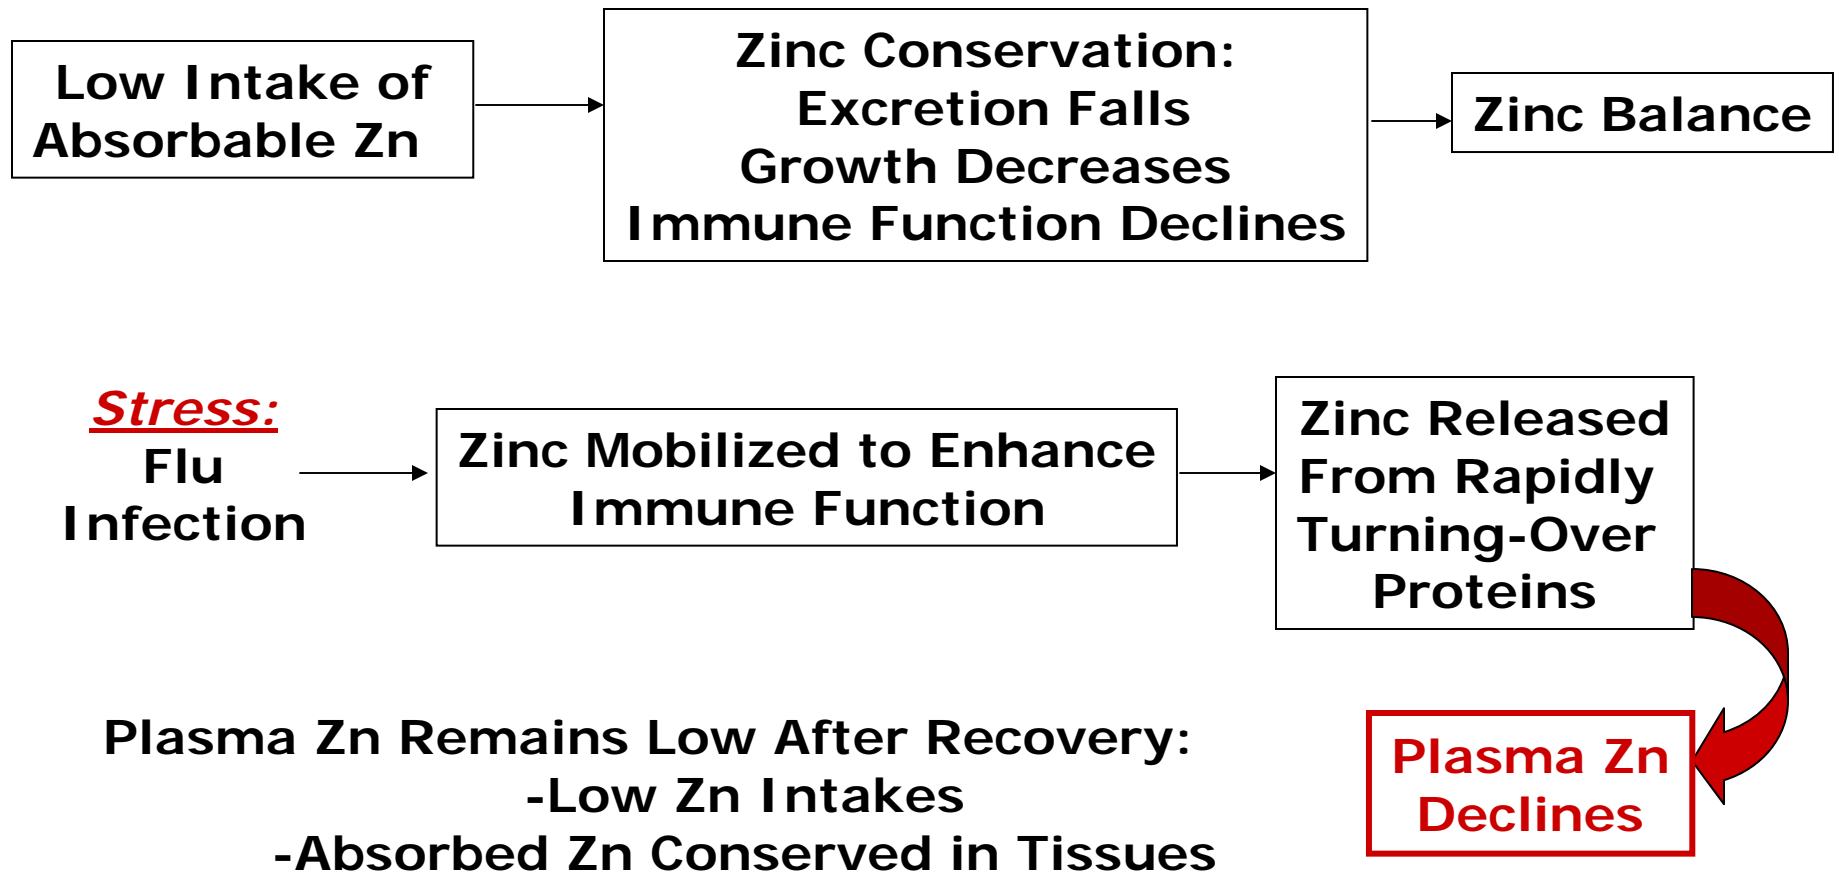 Low Intake of
Absorbable Zn
Zinc Conservation:
Excretion Falls
Growth Decreases
Immune Function Declines
Zinc Balance
Stress:
Flu
Infection
Zinc Mobilized to Enhance
Immune Function
Zinc Released
From Rapidly
Turning-Over
Proteins
Plasma Zn
Declines
Plasma Zn Remains Low After Recovery:
-Low Zn Intakes
-Absorbed Zn Conserved in Tissues